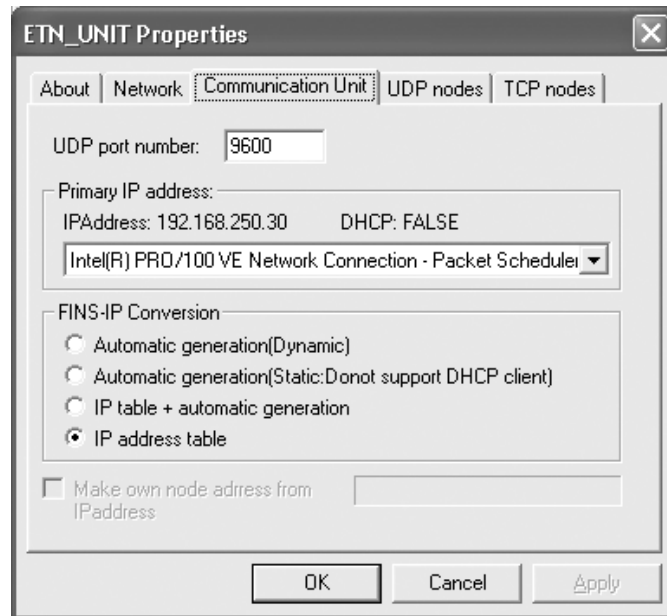 ETN_UNIT Properties
About Network Communication Unit UDP nodes TCP nodes
UDP port number: 9600
Primary IP address:
IPAddress: 192.168.250.30 DHCP: FALSE
Intel(R) PRO/100 VE Network Connection - Packet Scheduler
FINS-IP Conversion
Automatic generation(Dynamic)
Automatic generation(Static:Donot support DHCP client)
IP table + automatic generation
IP address table
Make own node adrress from
IPaddress
OK Cancel Apply